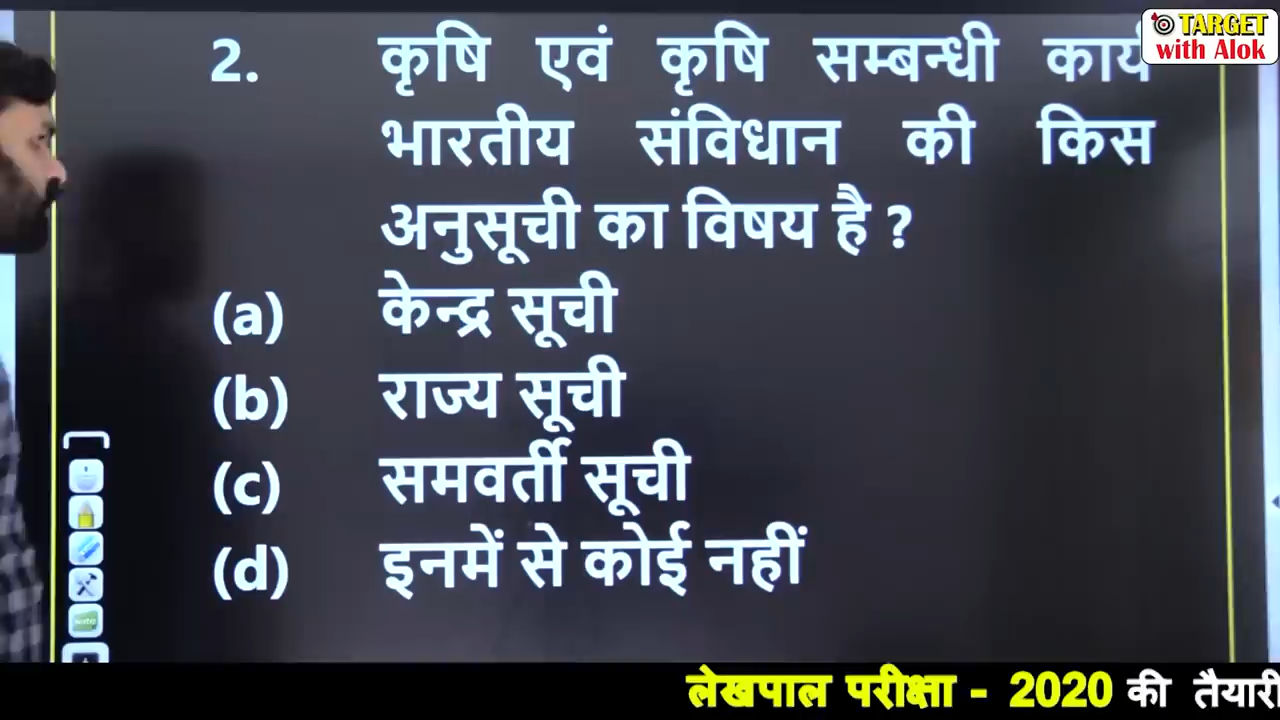 TARGET
with Alok
2. कृषि एवं कृषि सम्बन्धी कार्य
भारतीय संविधान की किस
अनुसूची का विषय है ?
(a) केन्द्र सूची
(b) राज्य सूची
(c) समवर्ती सूची
(d) इनमें से कोई नहीं
लेखपाल परीक्षा - 2020 की तैयारी